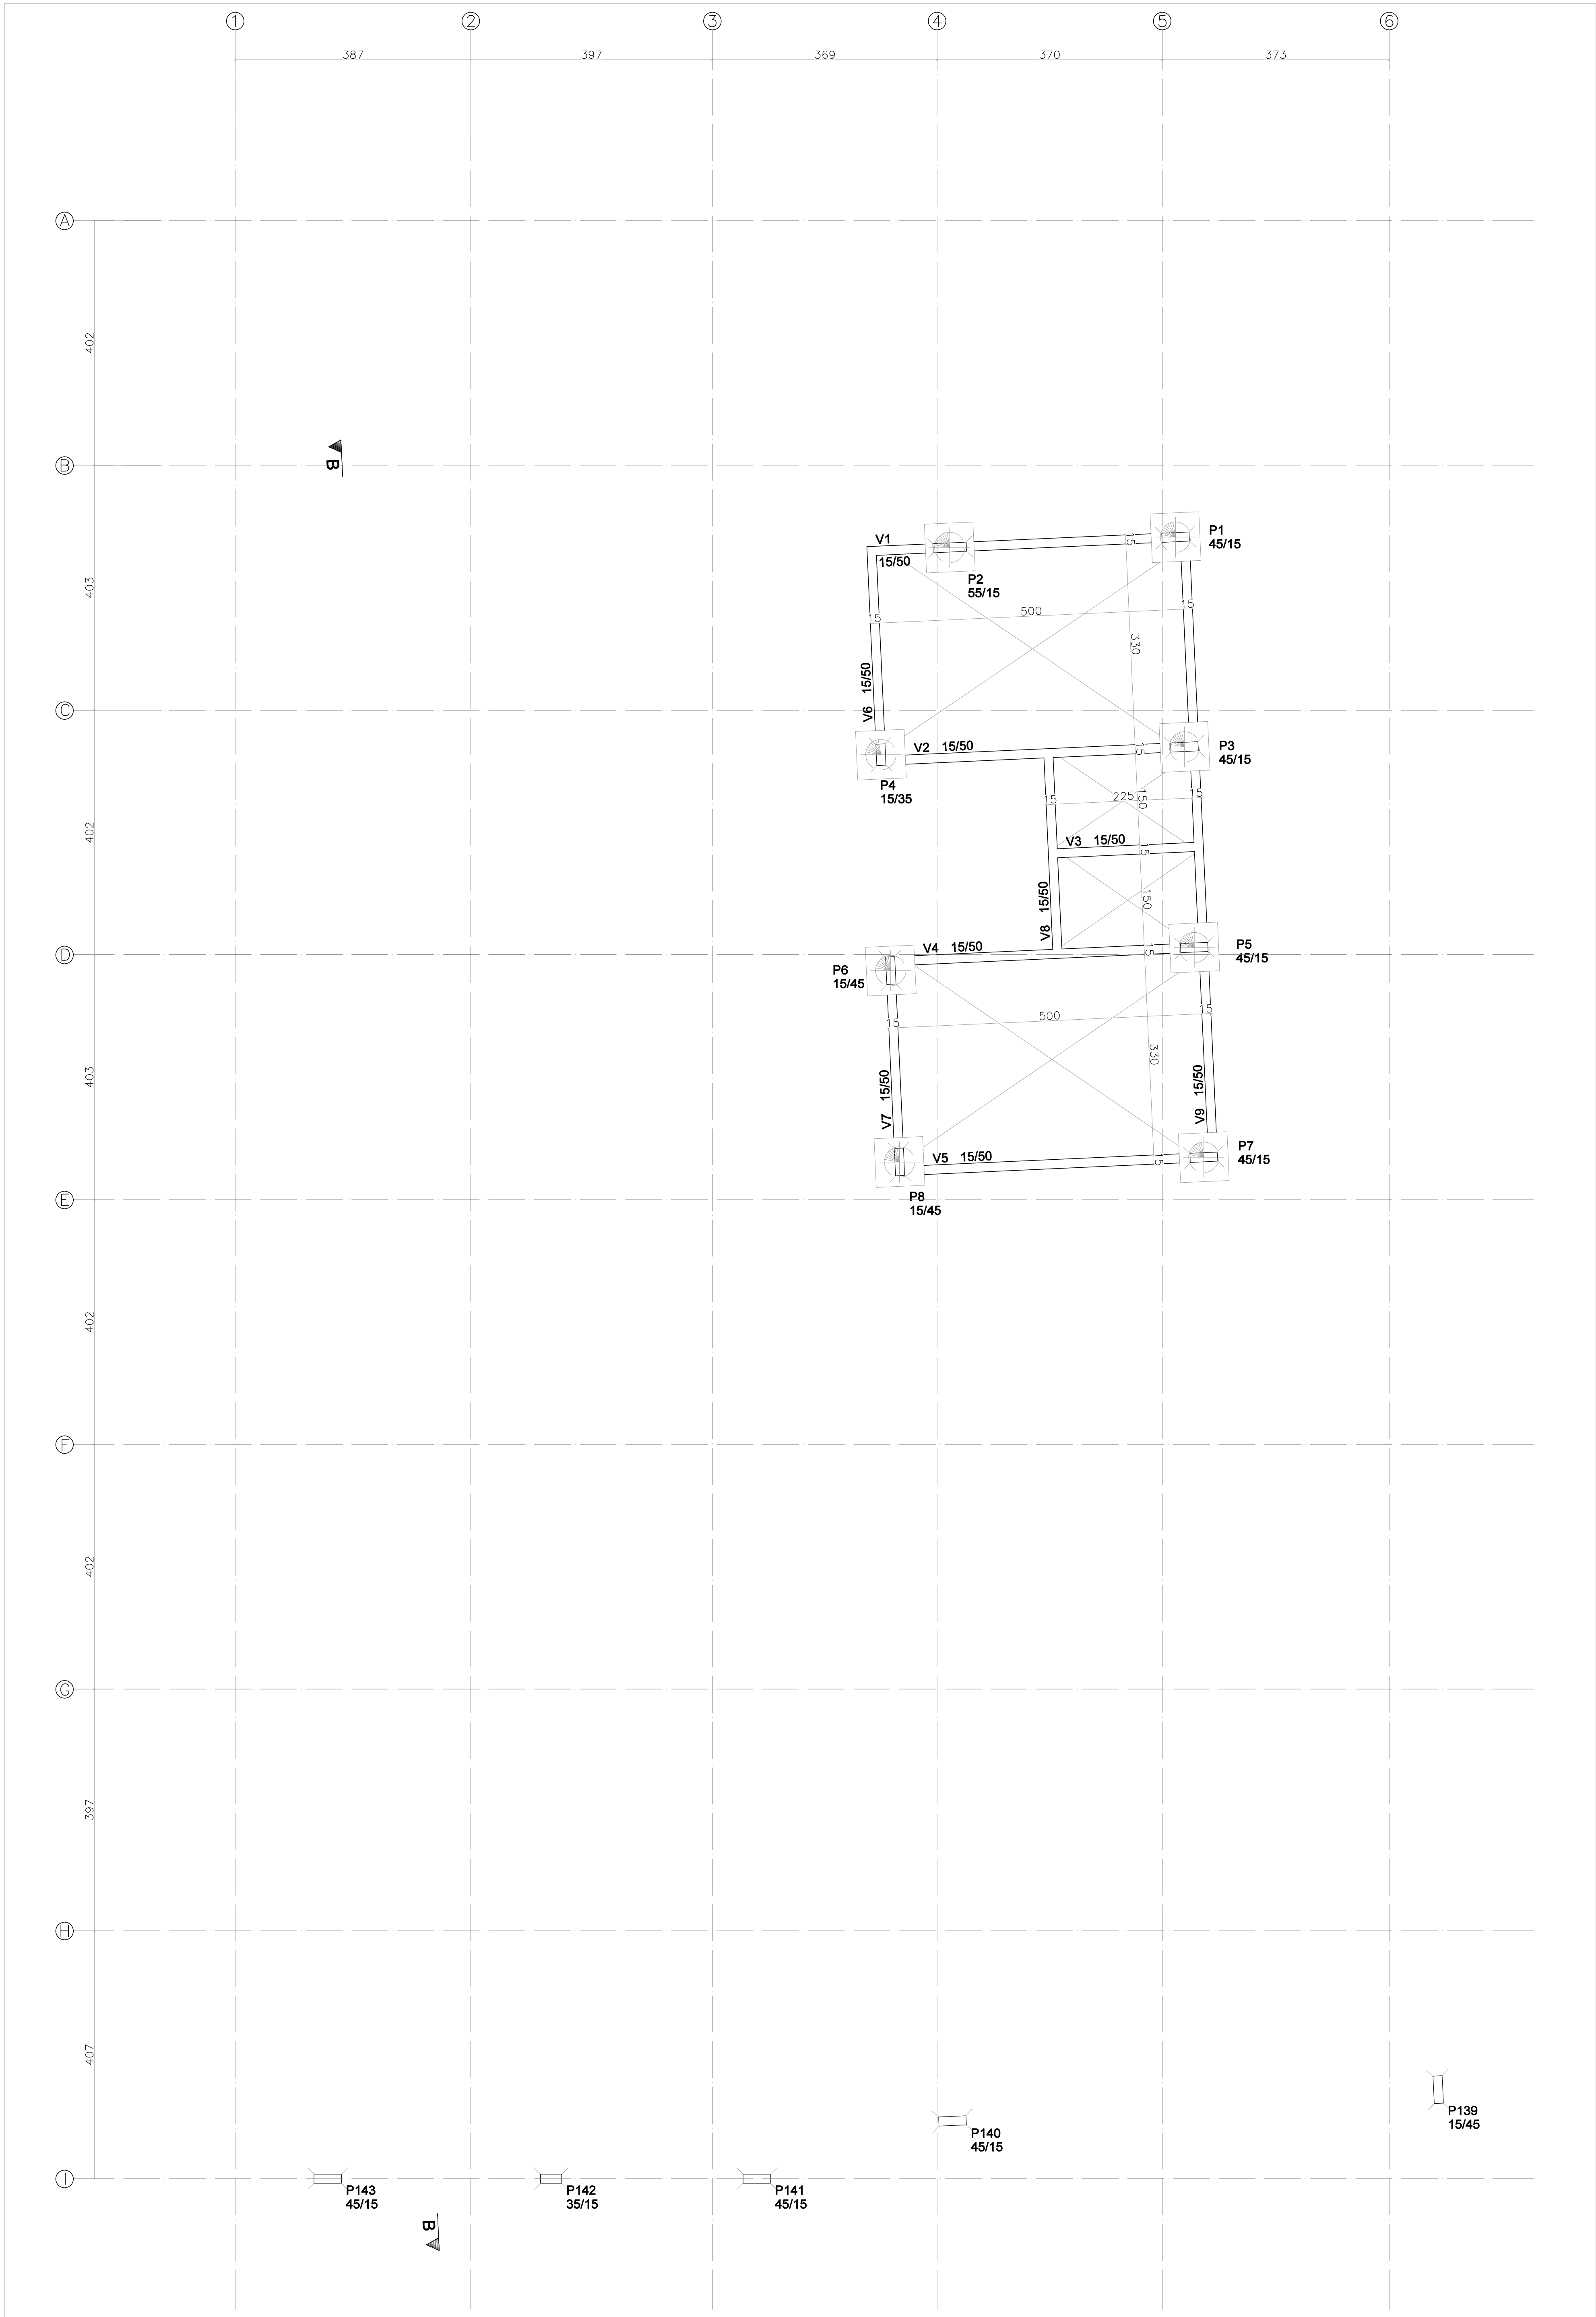 1 2 3 4 5 6
387 397 369 370 373
A
402
B
B
403
V1
15/50
P2
55/15
P1
45/15
15
15
500
15
330
V6 15/50
C
V2 15/50
15
P3
45/15
P4
15/35
402
15
225
150
15
V3 15/50
15
V8 15/50
150
D
V4 15/50
15
P5
45/15
P6
15/45
15
500
15
330
403
V7 15/50
V9 15/50
V5 15/50
15
P7
45/15
P8
15/45
E
402
F
402
G
397
H
407
P139
15/45
P140
45/15
I
P143
45/15
P142
35/15
P141
45/15
B